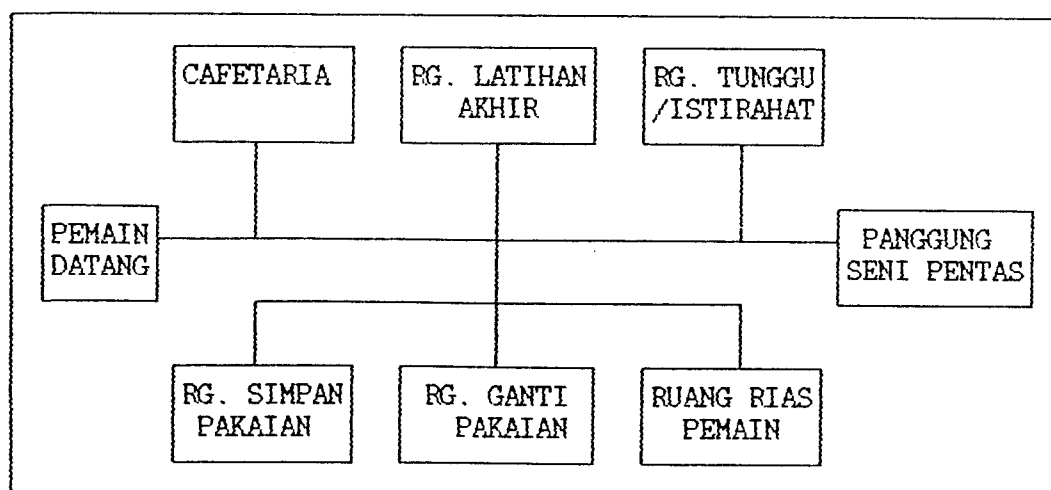 CAFETARIA
RG. LATIHAN
AKHIR
RG. TUNGGU
/ISTIRAHAT
PEMAIN
DATANG
PANGGUNG
SENI PENTAS
RG. SIMPAN
PAKAIAN
RG. GANTI
PAKAIAN
RUANG RIAS
PEMAIN